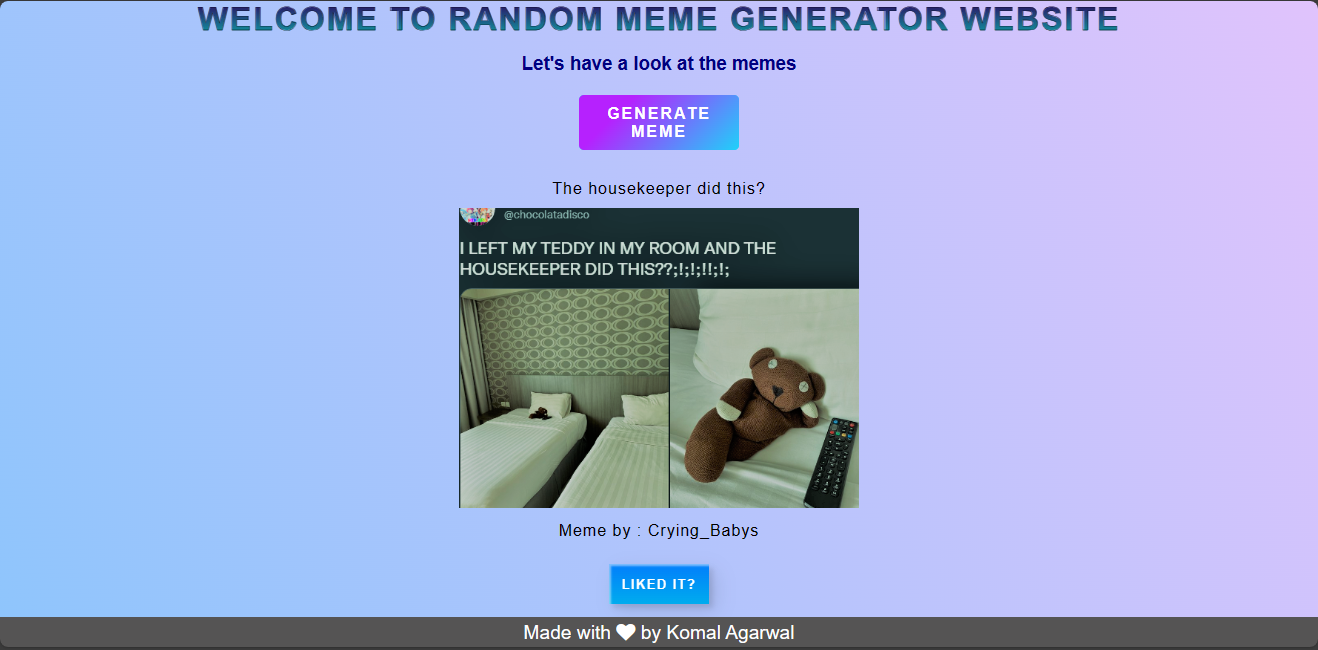 WELCOME TO RANDOM MEME GENERATOR WEBSITE
Let's have a look at the memes
GENERATE
MEME
The housekeeper did this?
@chocolatadisco
I LEFT MY TEDDY IN MY ROOM AND THE
HOUSEKEEPER DID THIS??;!;!;!!;!;
Meme by : Crying_Babys
LIKED IT?
Made with ❤ by Komal Agarwal